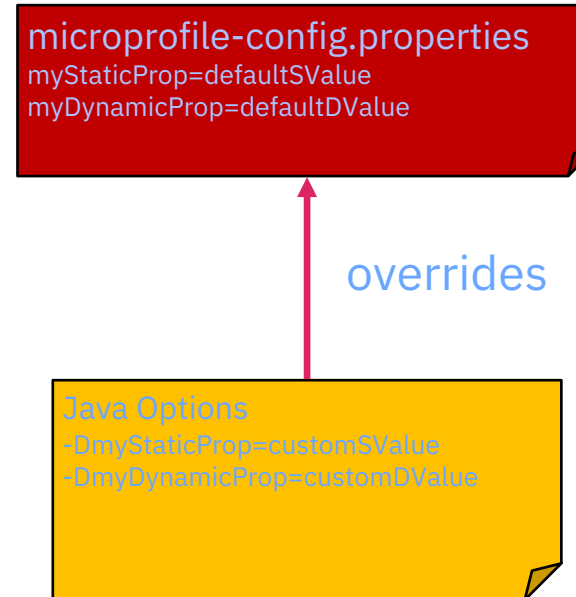 microprofile-config.properties
myStaticProp=defaultSValue
myDynamicProp=defaultDValue
overrides
Java Options
-DmyStaticProp=customSValue
-DmyDynamicProp=customDValue